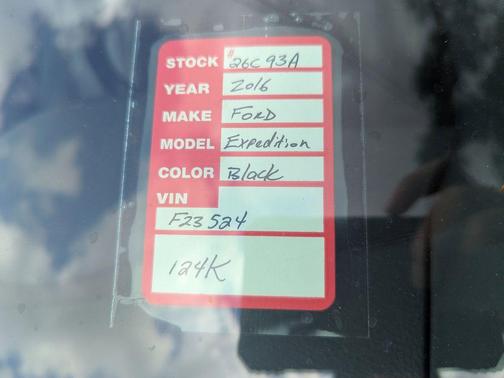 STOCK # 26C93A
YEAR 2016
MAKE FORD
MODEL Expedition
COLOR Black
VIN
F23524
124K